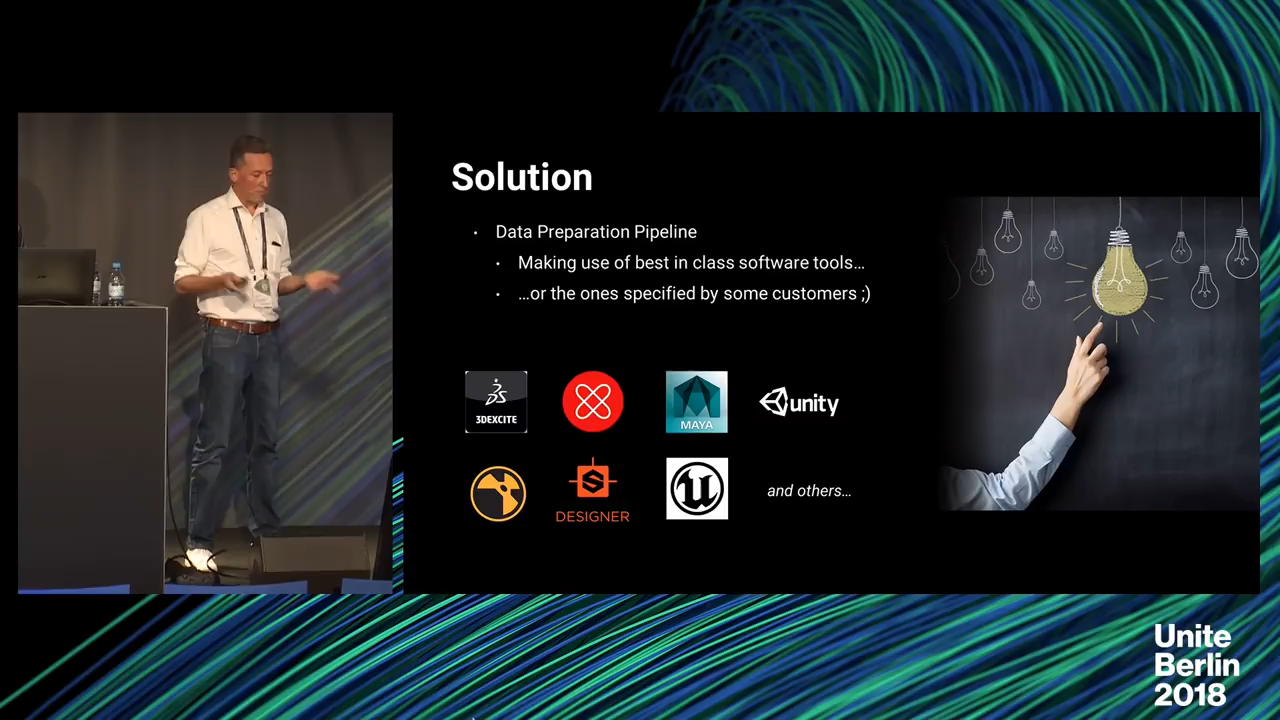 Solution
Data Preparation Pipeline
Making use of best in class software tools…
…or the ones specified by some customers ;)
3DEXCITE
MAYA
unity
DESIGNER
and others…
Unite
Berlin
2018